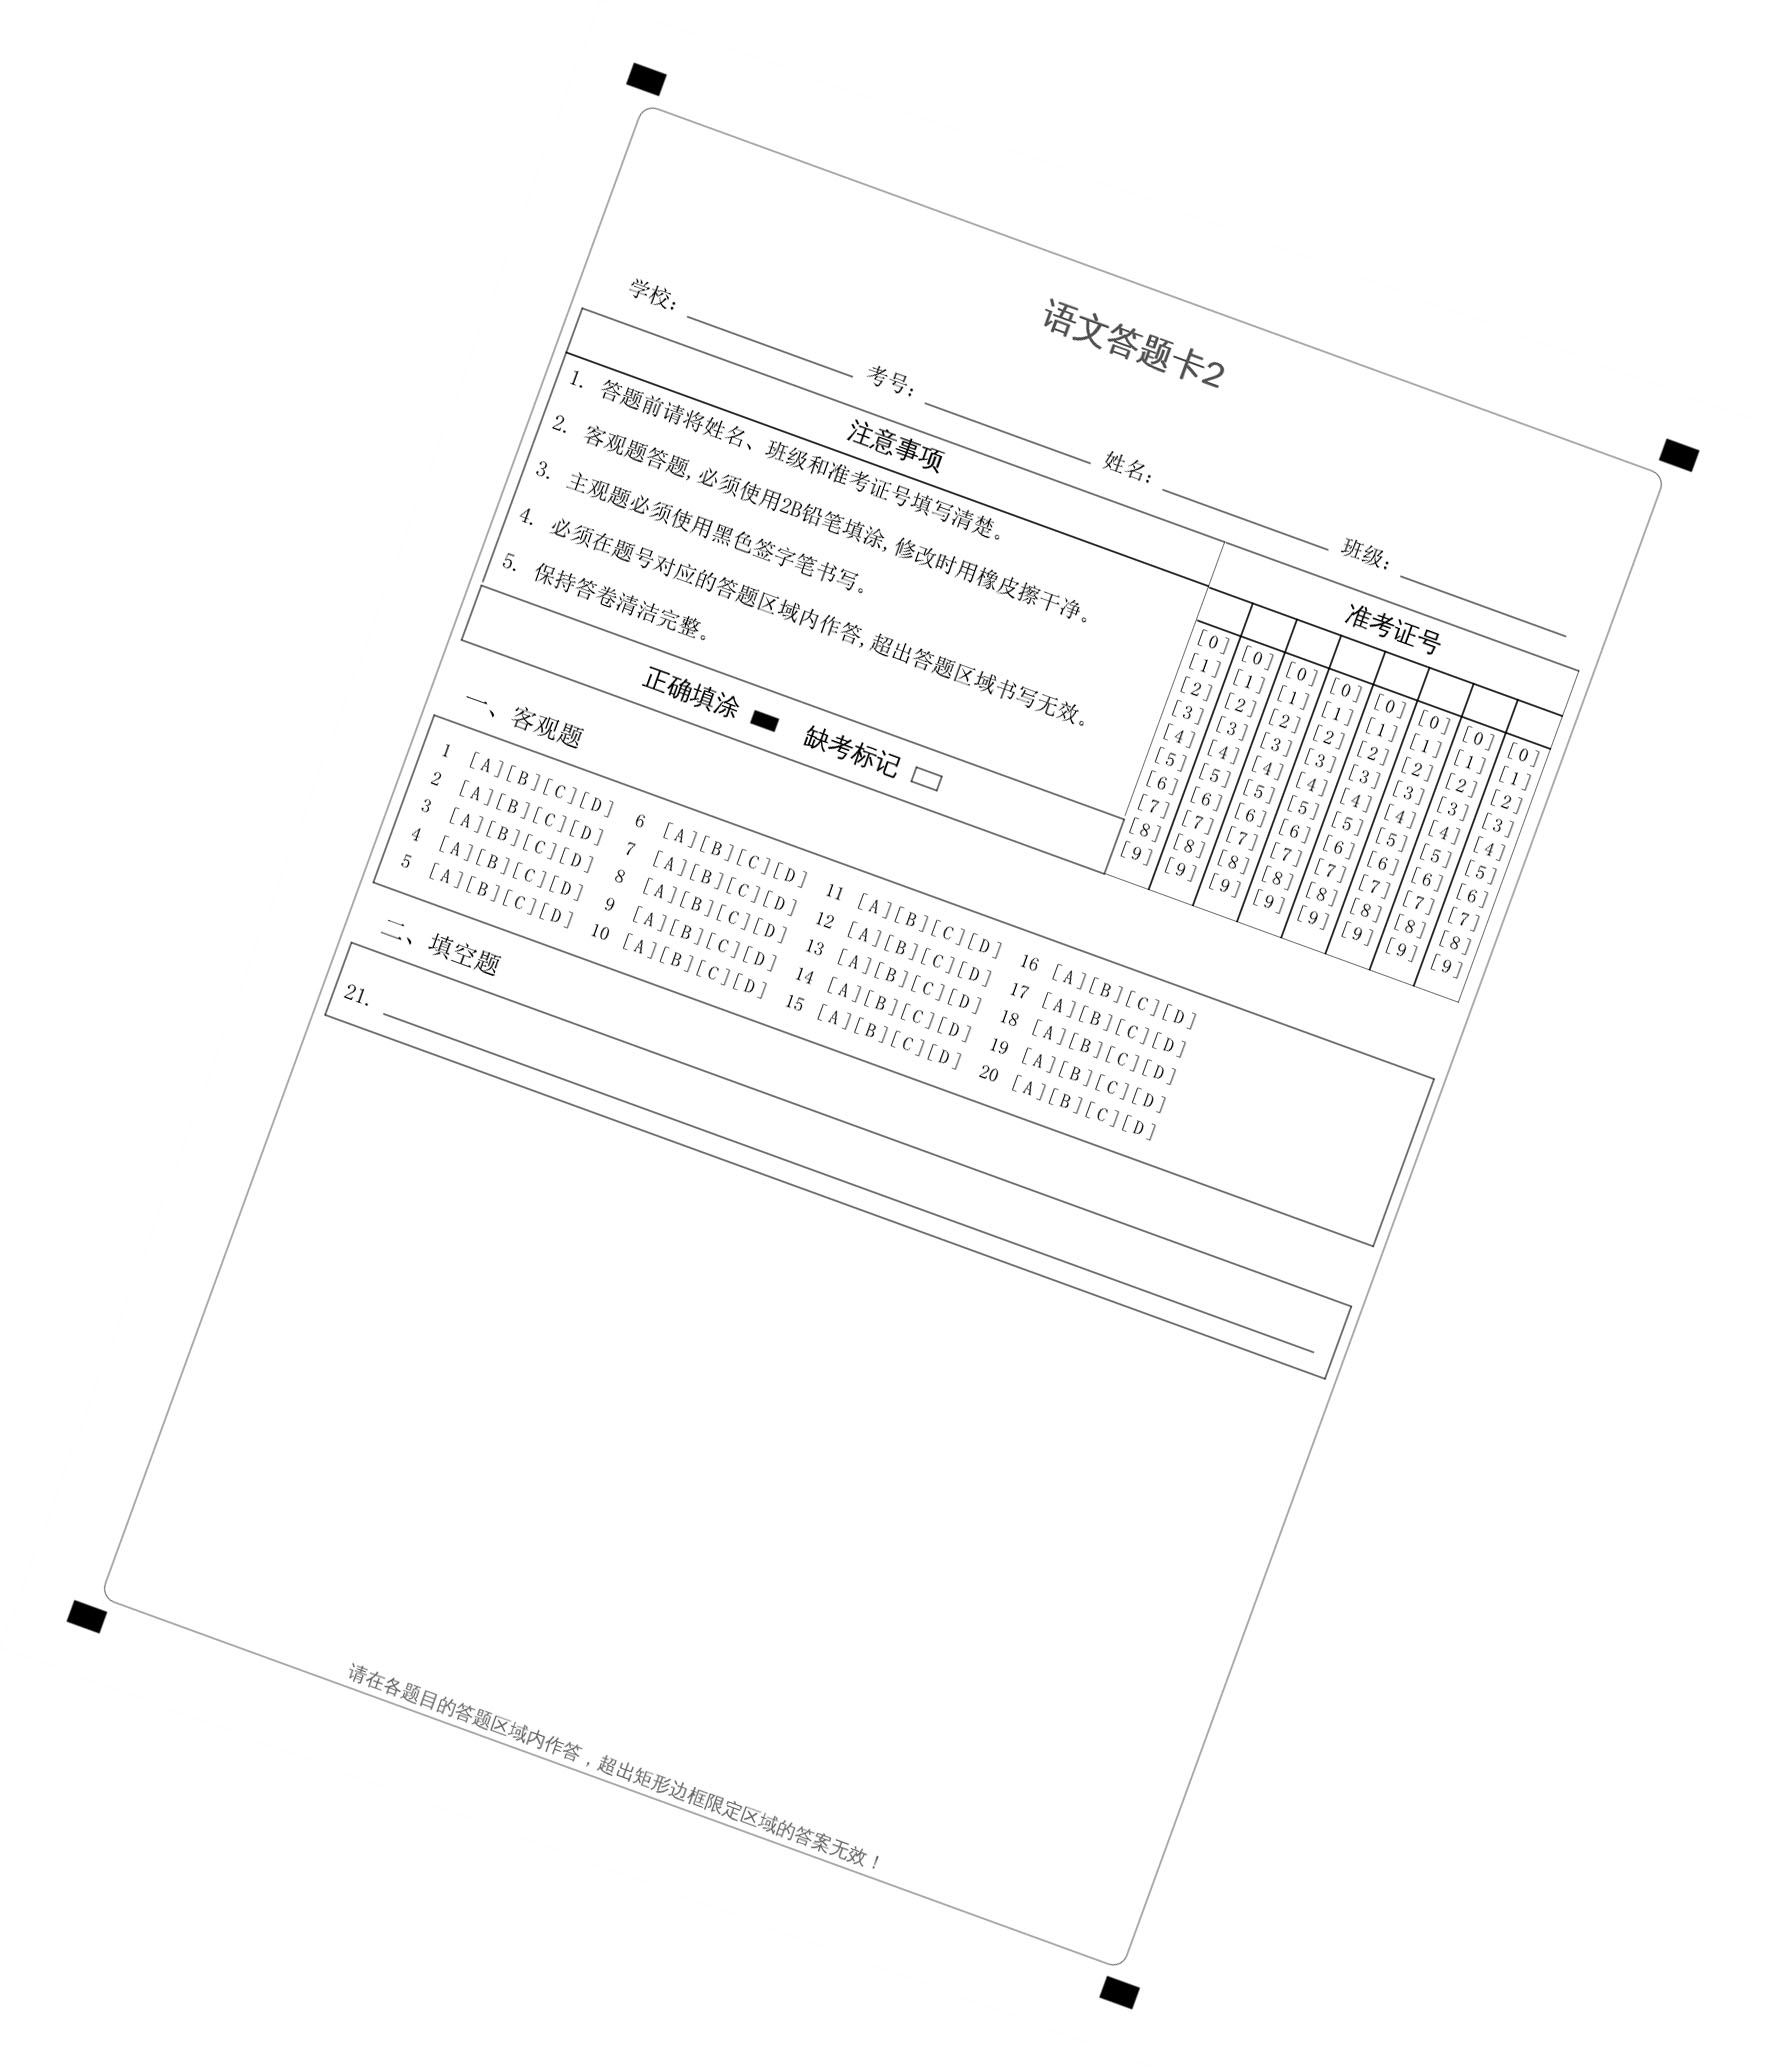 语文答题卡2
学校: 考号: 姓名: 班级:
注意事项
1. 答题前请将姓名、班级和准考证号填写清楚。
2. 客观题答题,必须使用2B铅笔填涂,修改时用橡皮擦干净。
3. 主观题必须使用黑色签字笔书写。
4. 必须在题号对应的答题区域内作答,超出答题区域书写无效。
5. 保持答卷清洁完整。
正确填涂 缺考标记
准考证号
[0] [0] [0] [0] [0] [0] [0] [0]
[1] [1] [1] [1] [1] [1] [1] [1]
[2] [2] [2] [2] [2] [2] [2] [2]
[3] [3] [3] [3] [3] [3] [3] [3]
[4] [4] [4] [4] [4] [4] [4] [4]
[5] [5] [5] [5] [5] [5] [5] [5]
[6] [6] [6] [6] [6] [6] [6] [6]
[7] [7] [7] [7] [7] [7] [7] [7]
[8] [8] [8] [8] [8] [8] [8] [8]
[9] [9] [9] [9] [9] [9] [9] [9]
一、客观题
1 [A][B][C][D] 6 [A][B][C][D] 11 [A][B][C][D] 16 [A][B][C][D]
2 [A][B][C][D] 7 [A][B][C][D] 12 [A][B][C][D] 17 [A][B][C][D]
3 [A][B][C][D] 8 [A][B][C][D] 13 [A][B][C][D] 18 [A][B][C][D]
4 [A][B][C][D] 9 [A][B][C][D] 14 [A][B][C][D] 19 [A][B][C][D]
5 [A][B][C][D] 10 [A][B][C][D] 15 [A][B][C][D] 20 [A][B][C][D]
二、填空题
21.
请在各题目的答题区域内作答，超出矩形边框限定区域的答案无效！